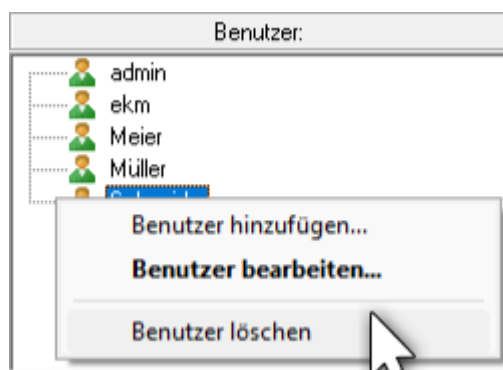 Benutzer:
admin
ekm
Meier
Müller
Benutzer hinzufügen...
Benutzer bearbeiten...
Benutzer löschen